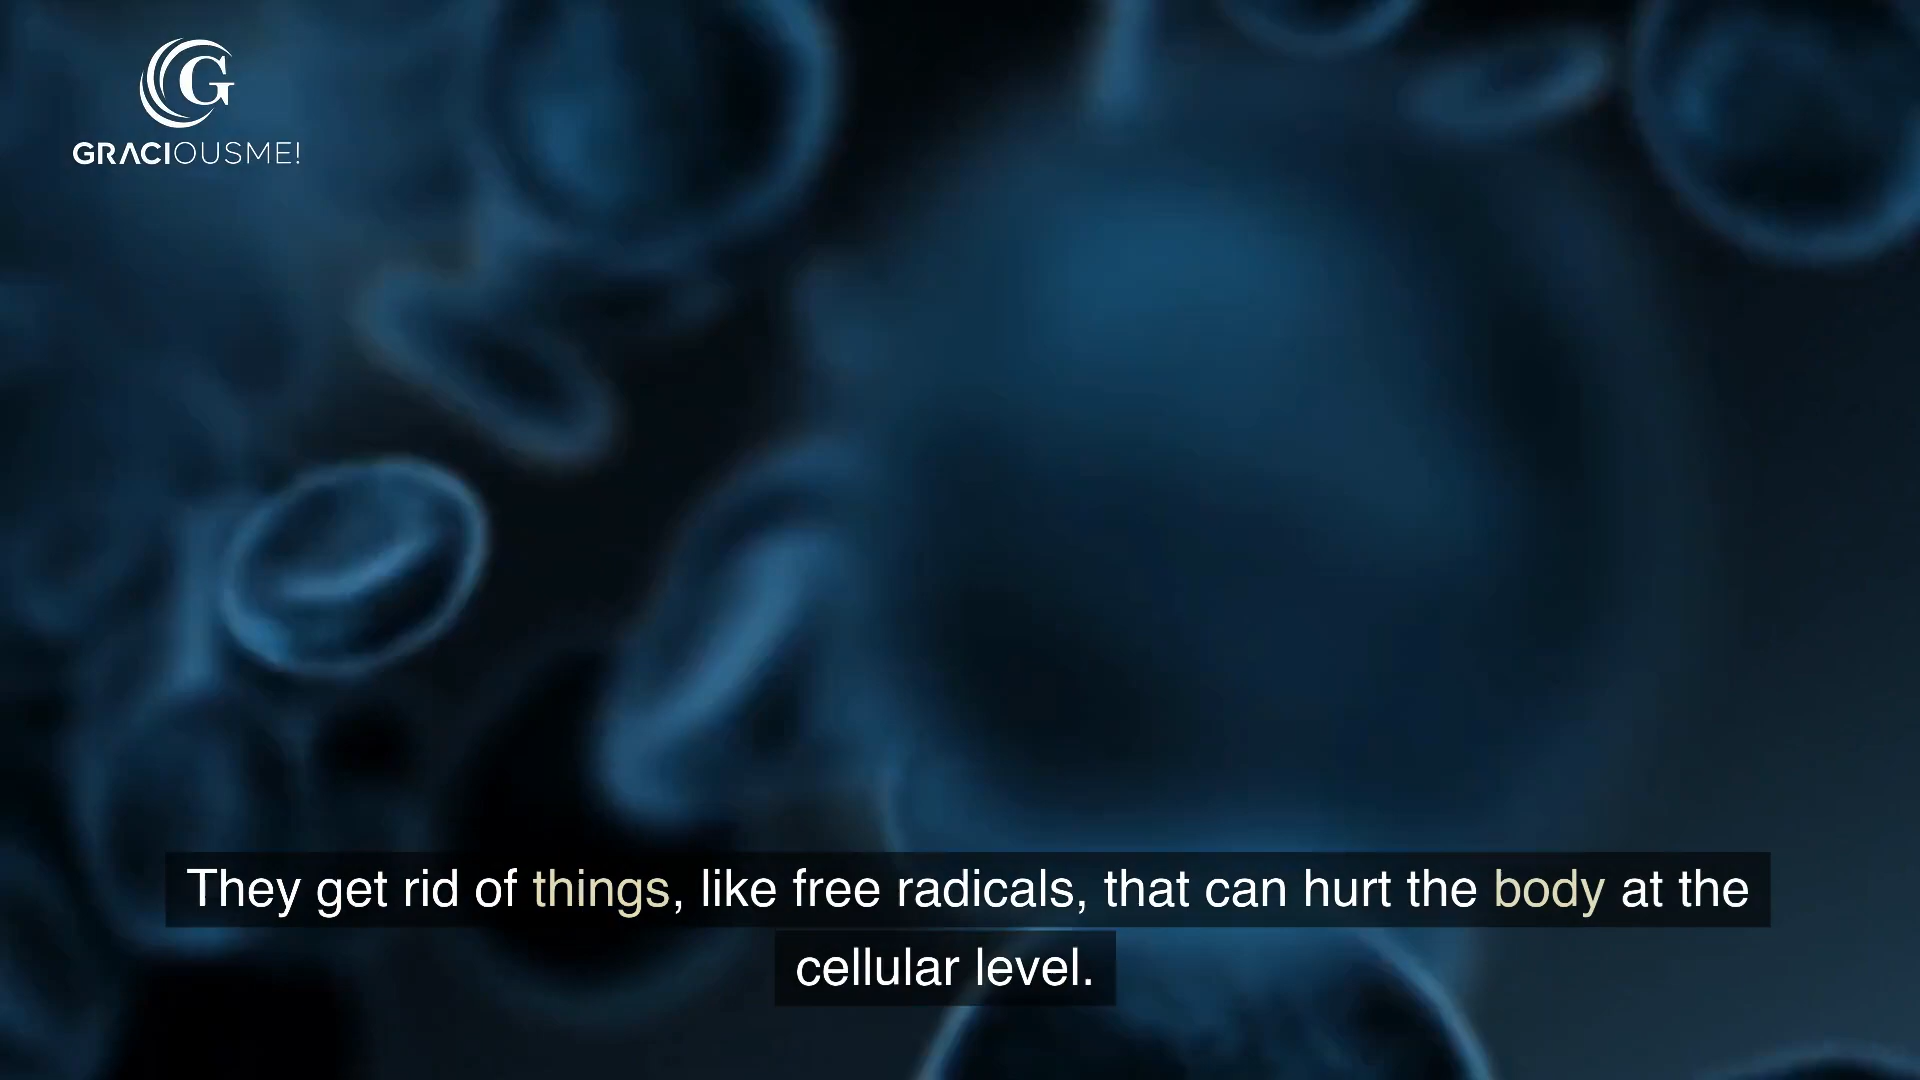 G
GRACIOUSME!
They get rid of things, like free radicals, that can hurt the body at the
cellular level.